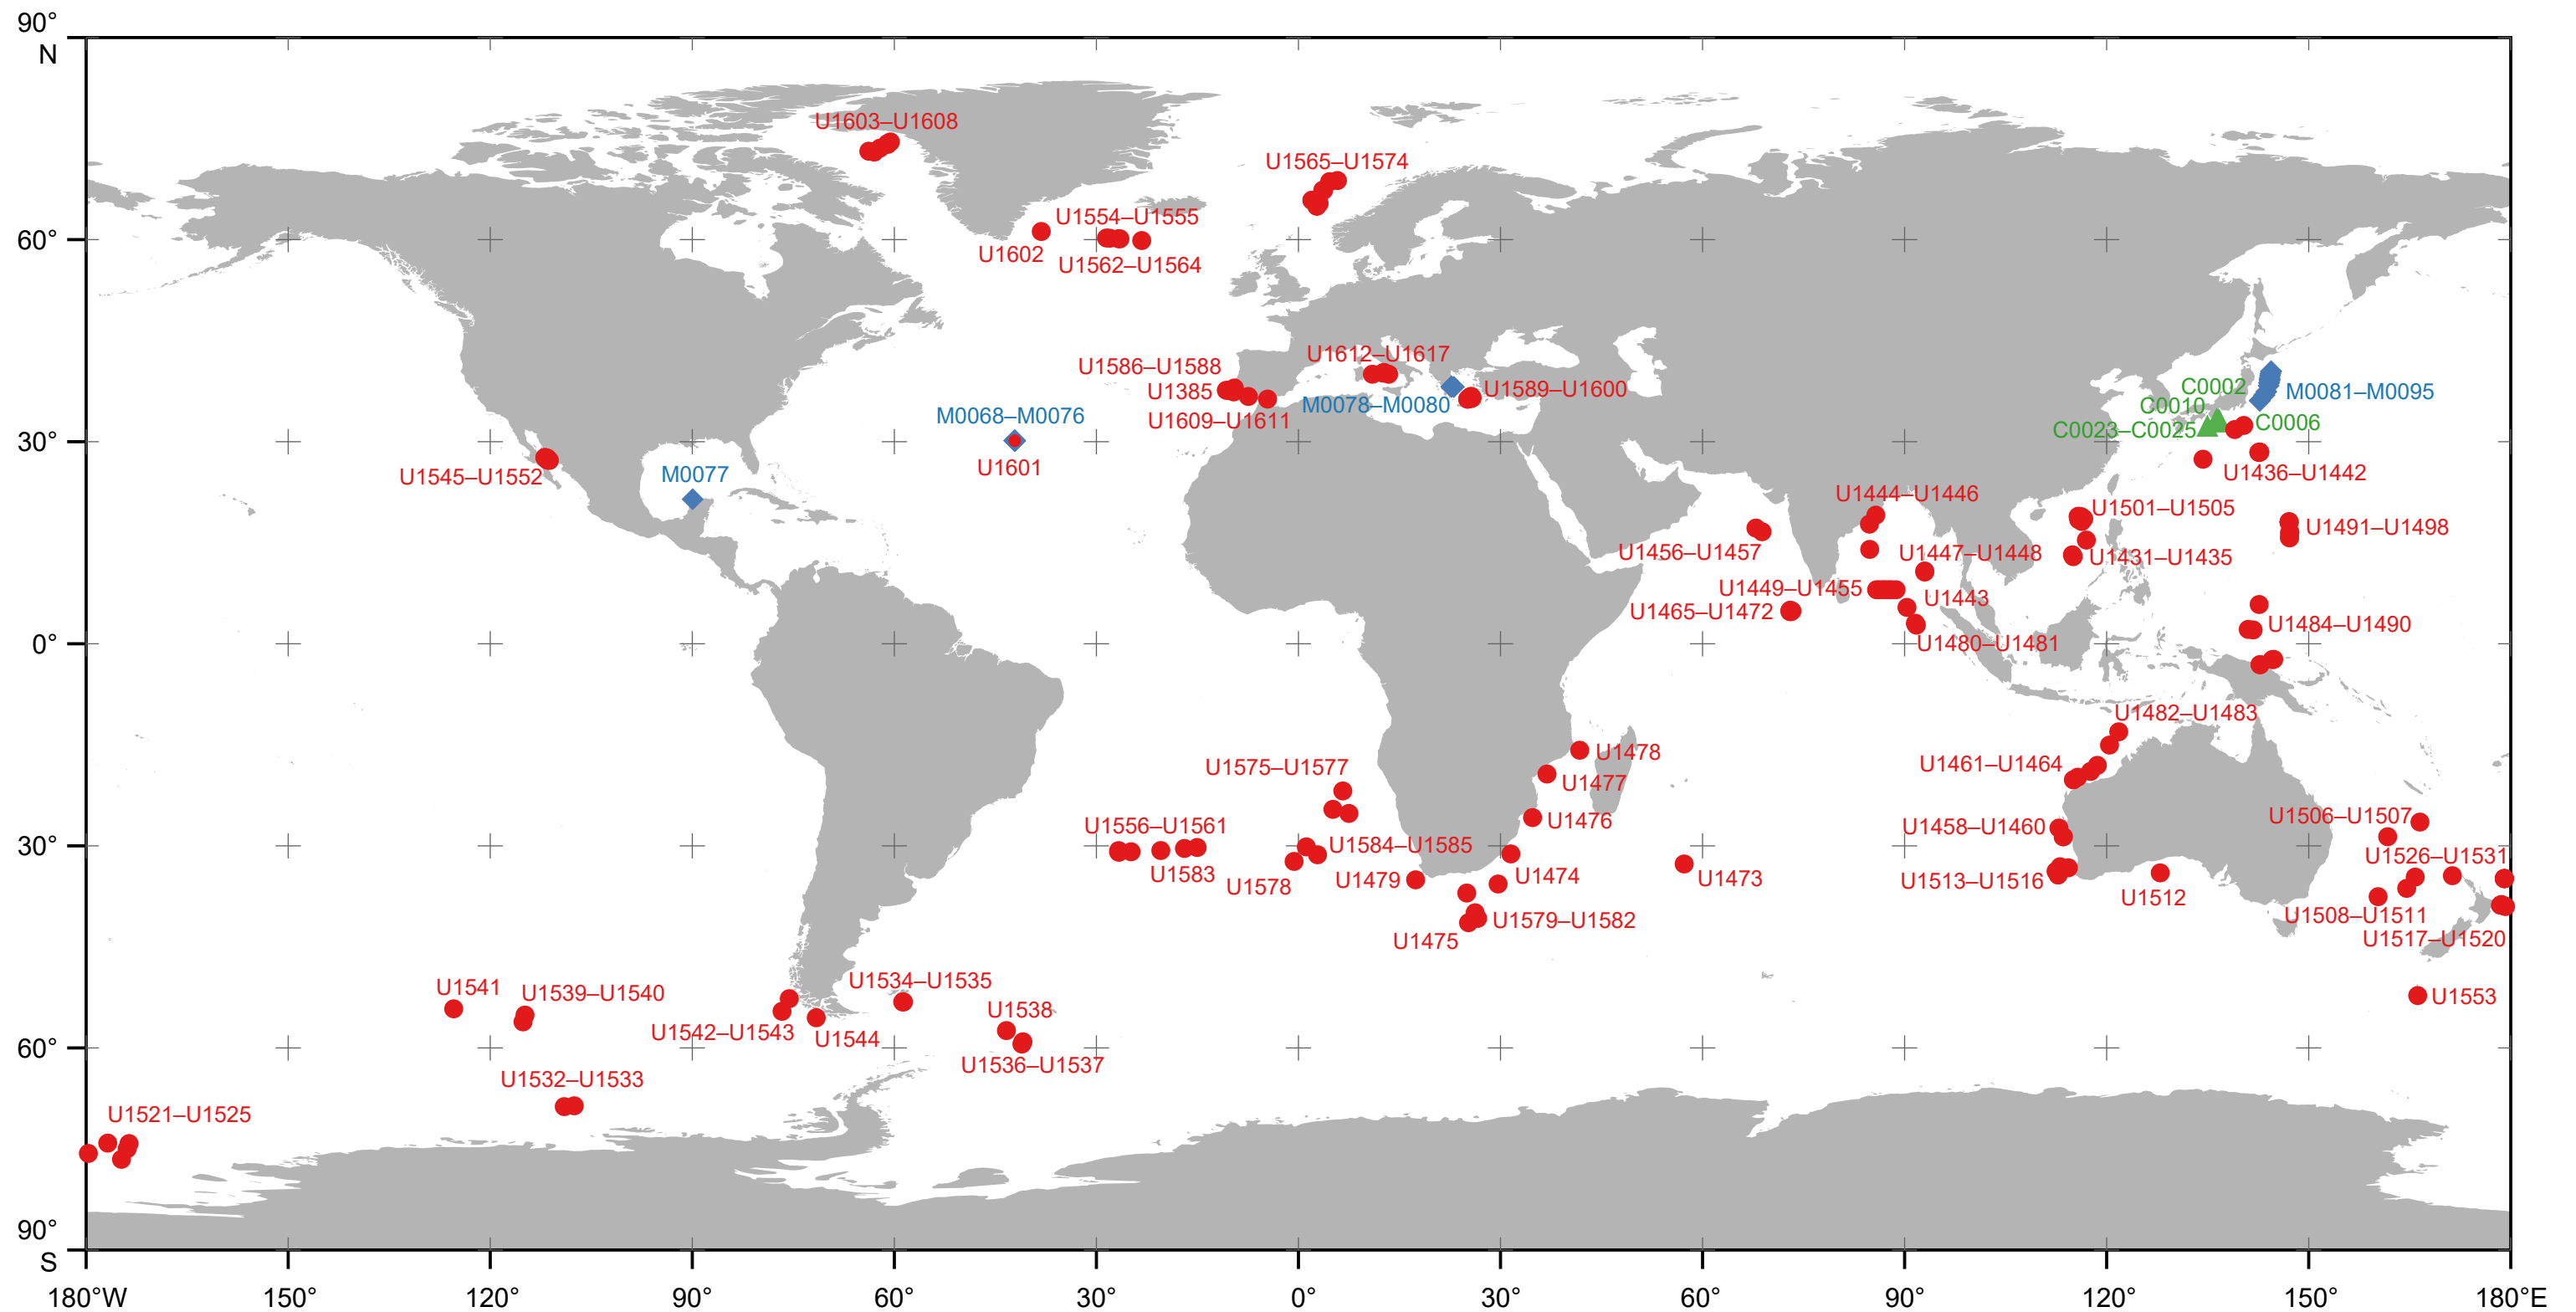 90°
N
U1603–U1608
U1565–U1574
U1554–U1555
60°
U1602
U1562–U1564
U1612–U1617
U1586–U1588
U1589–U1600
C0002
M0081–M0095
U1385
M0078–M0080
C0010
M0068–M0076
U1609–U1611
C0006
C0023–C0025
30°
U1601
U1545–U1552
M0077
U1436–U1442
U1444–U1446
U1501–U1505
U1491–U1498
U1456–U1457
U1447–U1448
U1431–U1435
U1449–U1455
U1443
U1465–U1472
U1484–U1490
0°
U1480–U1481
U1482–U1483
U1478
U1461–U1464
U1575–U1577
U1477
U1506–U1507
U1476
U1556–U1561
U1458–U1460
30°
U1584–U1585
U1526–U1531
U1583
U1578
U1479
U1474
U1473
U1513–U1516
U1512
U1508–U1511
U1579–U1582
U1475
U1517–U1520
U1541
U1539–U1540
U1534–U1535
U1553
U1538
U1542–U1543
U1544
60°
U1536–U1537
U1532–U1533
U1521–U1525
90°
S
180°W
150°
120°
90°
60°
30°
0°
30°
60°
90°
120°
150°
180°E